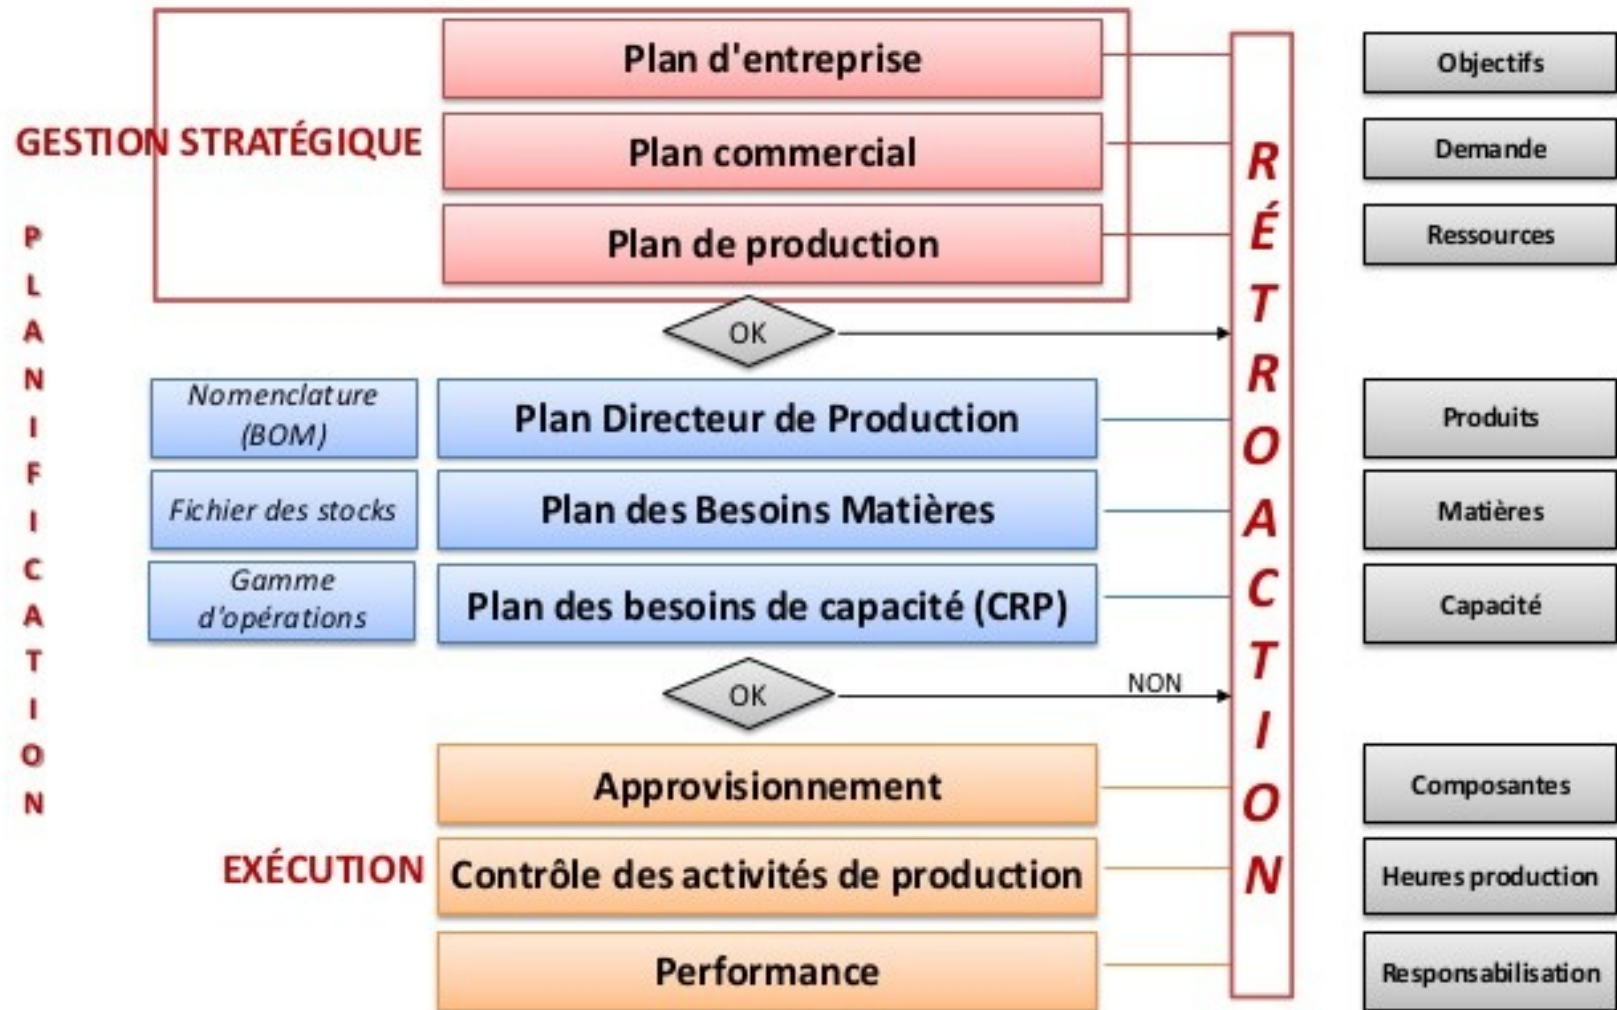 Plan d'entreprise
Objectifs
GESTION STRATÉGIQUE
Plan commercial
Demande
Plan de production
Ressources
OK
Nomenclature
(BOM)
Plan Directeur de Production
Produits
Fichier des stocks
Plan des Besoins Matières
Matières
Gamme
d'opérations
Plan des besoins de capacité (CRP)
Capacité
OK
NON
Approvisionnement
Composantes
EXÉCUTION
Contrôle des activités de production
Heures production
Performance
Responsabilisation
PLANIFICATION
RÉTROACTION